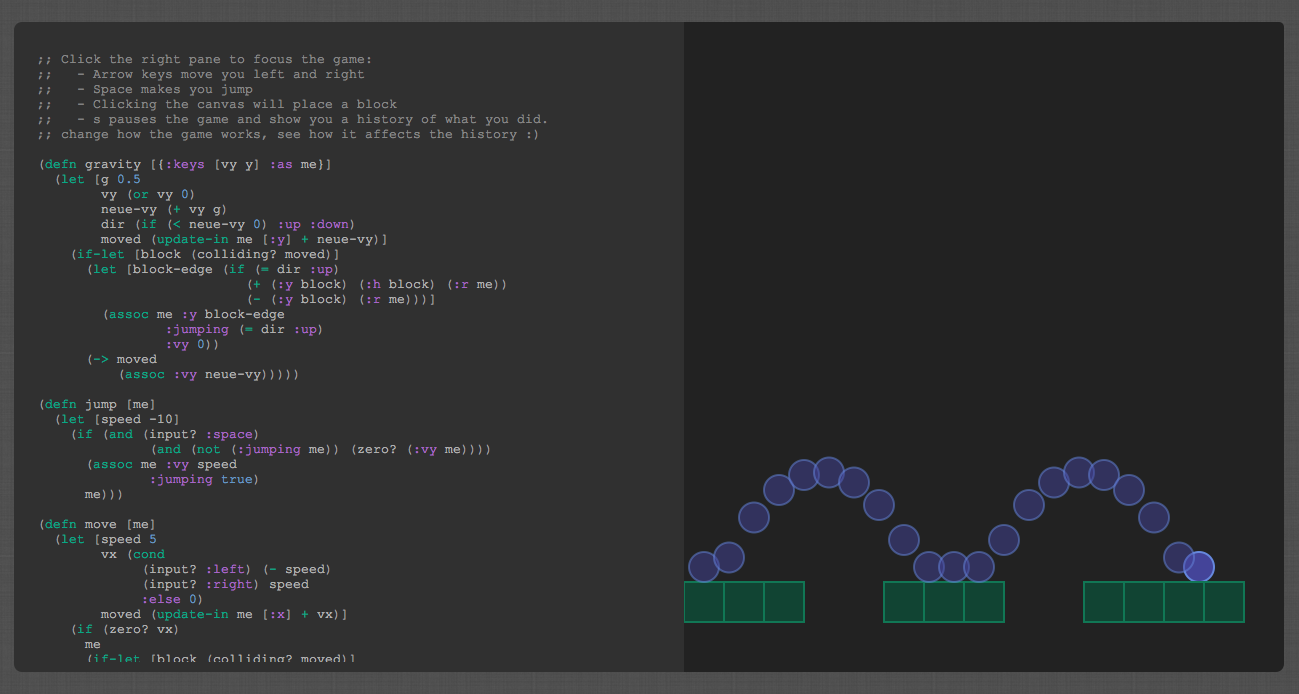 ;; Click the right pane to focus the game:
;;   - Arrow keys move you left and right
;;   - Space makes you jump
;;   - Clicking the canvas will place a block
;;   - s pauses the game and show you a history of what you did.
;; change how the game works, see how it affects the history :)
(defn gravity [{:keys [vy y] :as me}]
  (let [g 0.5
        vy (or vy 0)
        neue-vy (+ vy g)
        dir (if (< neue-vy 0) :up :down)
        moved (update-in me [:y] + neue-vy)]
    (if-let [block (colliding? moved)]
      (let [block-edge (if (= dir :up)
                          (+ (:y block) (:h block) (:r me))
                          (- (:y block) (:r me)))]
        (assoc me :y block-edge
                :jumping (= dir :up)
                :vy 0))
      (-> moved
          (assoc :vy neue-vy)))))
(defn jump [me]
  (let [speed -10]
    (if (and (input? :space)
              (and (not (:jumping me)) (zero? (:vy me))))
      (assoc me :vy speed
              :jumping true)
      me)))
(defn move [me]
  (let [speed 5
        vx (cond
             (input? :left) (- speed)
             (input? :right) speed
             :else 0)
        moved (update-in me [:x] + vx)]
    (if (zero? vx)
      me
      (if-let [block (colliding? moved)]